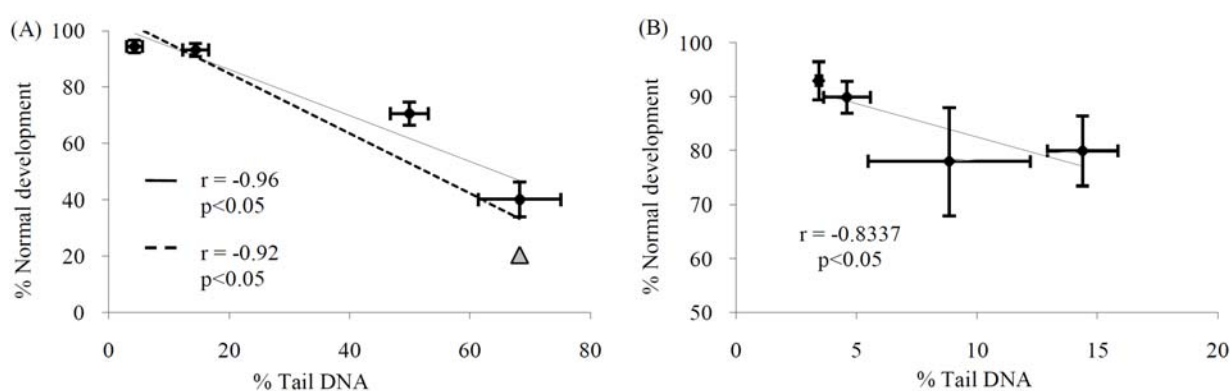 (A)
100
80
60
40
20
0
% Normal development
r = -0.96
p<0.05
r = -0.92
p<0.05
0 20 40 60 80
% Tail DNA
(B)
100
90
80
70
60
50
% Normal development
r = -0.8337
p<0.05
0 5 10 15 20
% Tail DNA